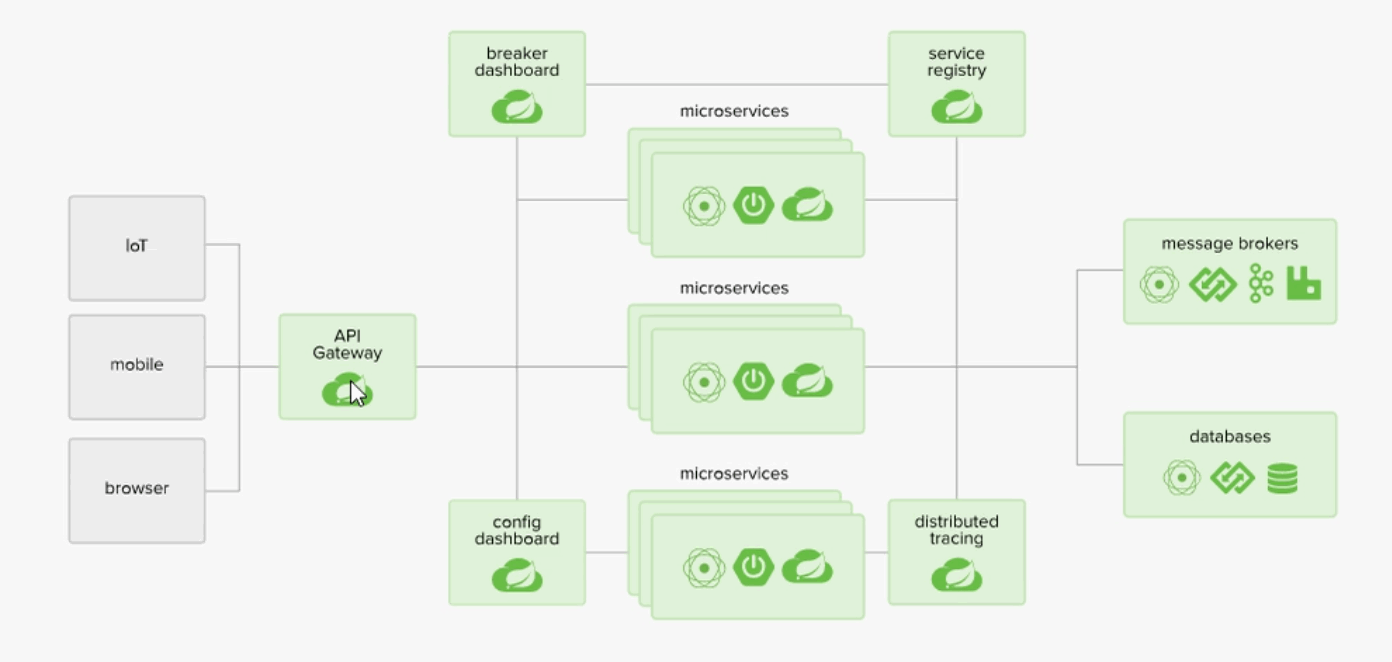 breaker
dashboard
service
registry
microservices
IoT
mobile
browser
API
Gateway
microservices
message brokers
databases
microservices
config
dashboard
distributed
tracing